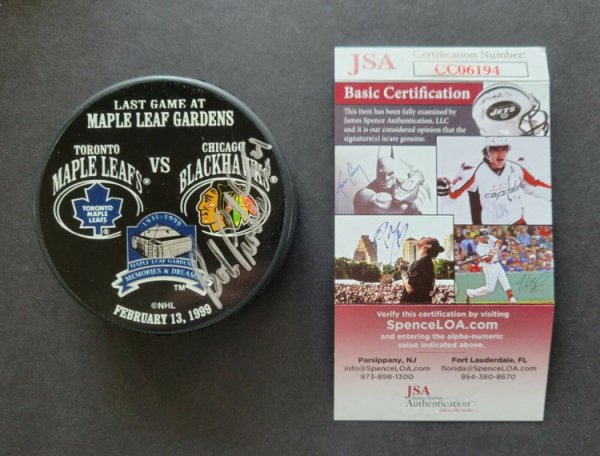 LAST GAME AT
MAPLE LEAF GARDENS
TORONTO
MAPLE LEAFS®
VS
CHICAGO
BLACKHAWKS®
TORONTO
MAPLE
LEAFS
1931-1999
MAPLE LEAF GARDENS
MEMORIES & DREAMS
TM
©NHL
FEBRUARY 13, 1999
JSA
Certification Number:
CC06194
Basic Certification
This item has been fully examined by
James Spence Authentication, LLC
and it is our considered opinion that the
signature(s) is/are genuine.
JETS
capitals
Verify this certification by visiting
SpenceLOA.com
and entering the alpha-numeric
value indicated above.
Parsippany, NJ
info@SpenceLOA.com
973-898-1300
Fort Lauderdale, FL
florida@SpenceLOA.com
954-380-8670
JSA
James Spence
Authentication